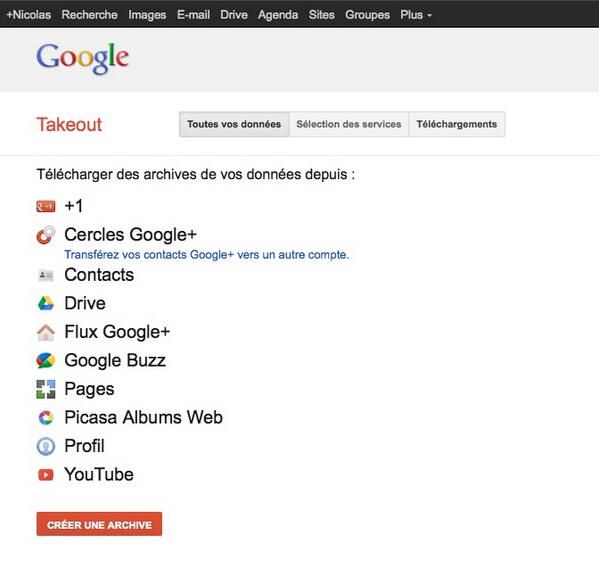 +Nicolas Recherche Images E-mail Drive Agenda Sites Groupes Plus
Google
Takeout
Toutes vos données Sélection des services Téléchargements
Télécharger des archives de vos données depuis :
+1
Cercles Google+
Transférez vos contacts Google+ vers un autre compte.
Contacts
Drive
Flux Google+
Google Buzz
Pages
Picasa Albums Web
Profil
YouTube
CRÉER UNE ARCHIVE